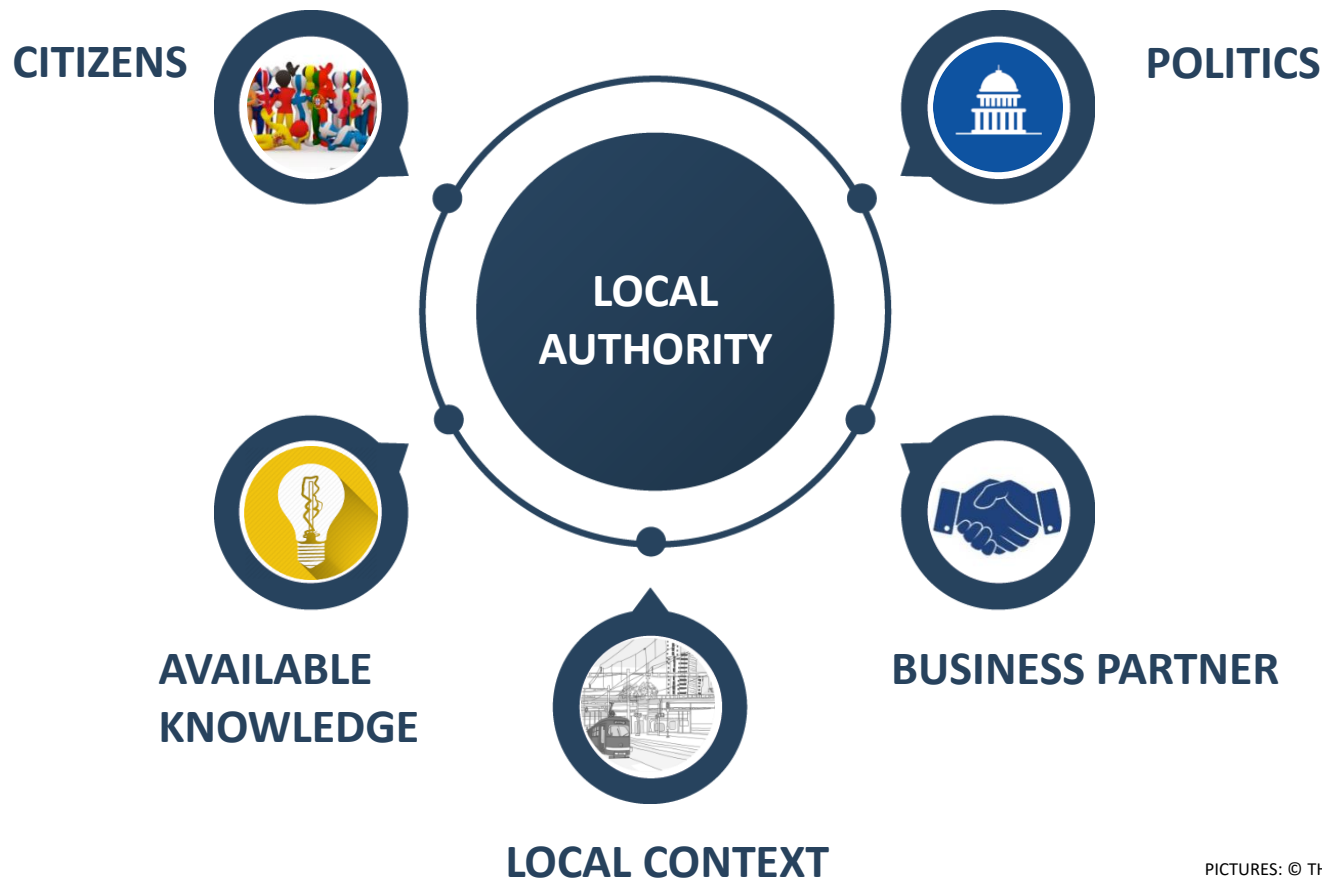 CITIZENS
POLITICS
LOCAL
AUTHORITY
AVAILABLE
KNOWLEDGE
BUSINESS PARTNER
LOCAL CONTEXT
PICTURES: ©